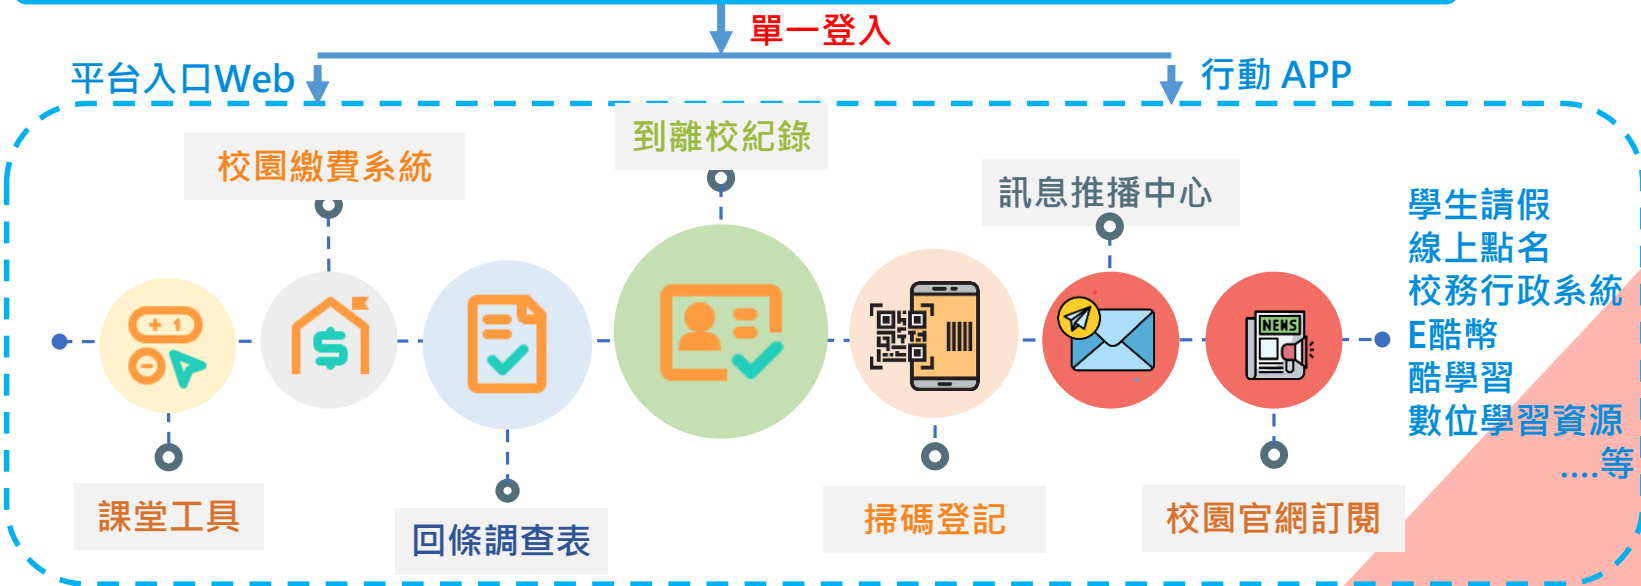 單一登入
平台入口Web
行動 APP
校園繳費系統
到離校紀錄
訊息推播中心
學生請假
線上點名
校務行政系統
E酷幣
酷學習
數位學習資源
....等
+ 1
NEWS
課堂工具
回條調查表
掃碼登記
校園官網訂閱